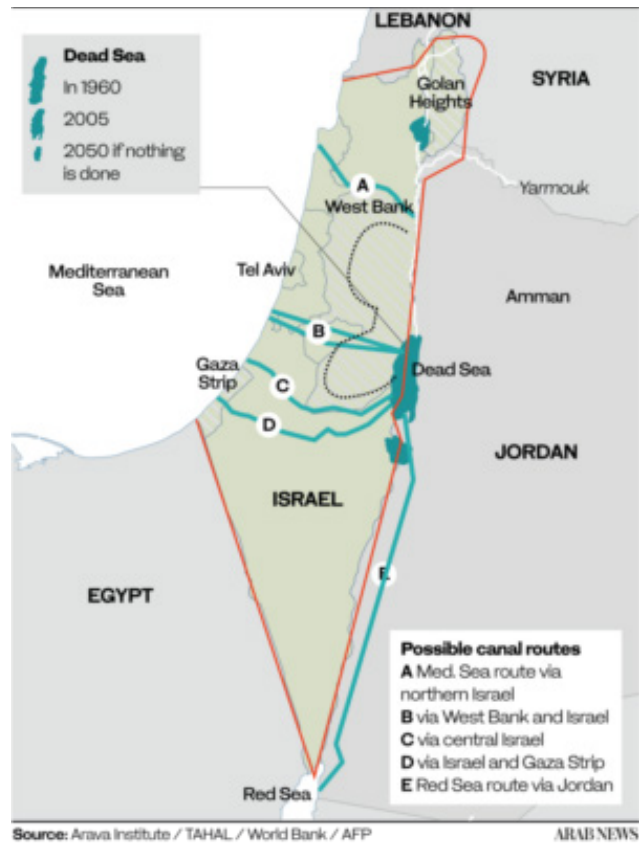 LEBANON
Dead Sea
In 1960
2005
2050 if nothing
is done
Golan
Heights
SYRIA
A
West Bank
Yarmouk
Mediterranean
Sea
Tel Aviv
Amman
B
Gaza
Strip
Dead Sea
C
D
JORDAN
ISRAEL
E
EGYPT
Possible canal routes
A Med. Sea route via
northern Israel
B via West Bank and Israel
C via central Israel
D via Israel and Gaza Strip
E Red Sea route via Jordan
Red Sea
Source: Arava Institute / TAHAL / World Bank / AFP
ARAB NEWS